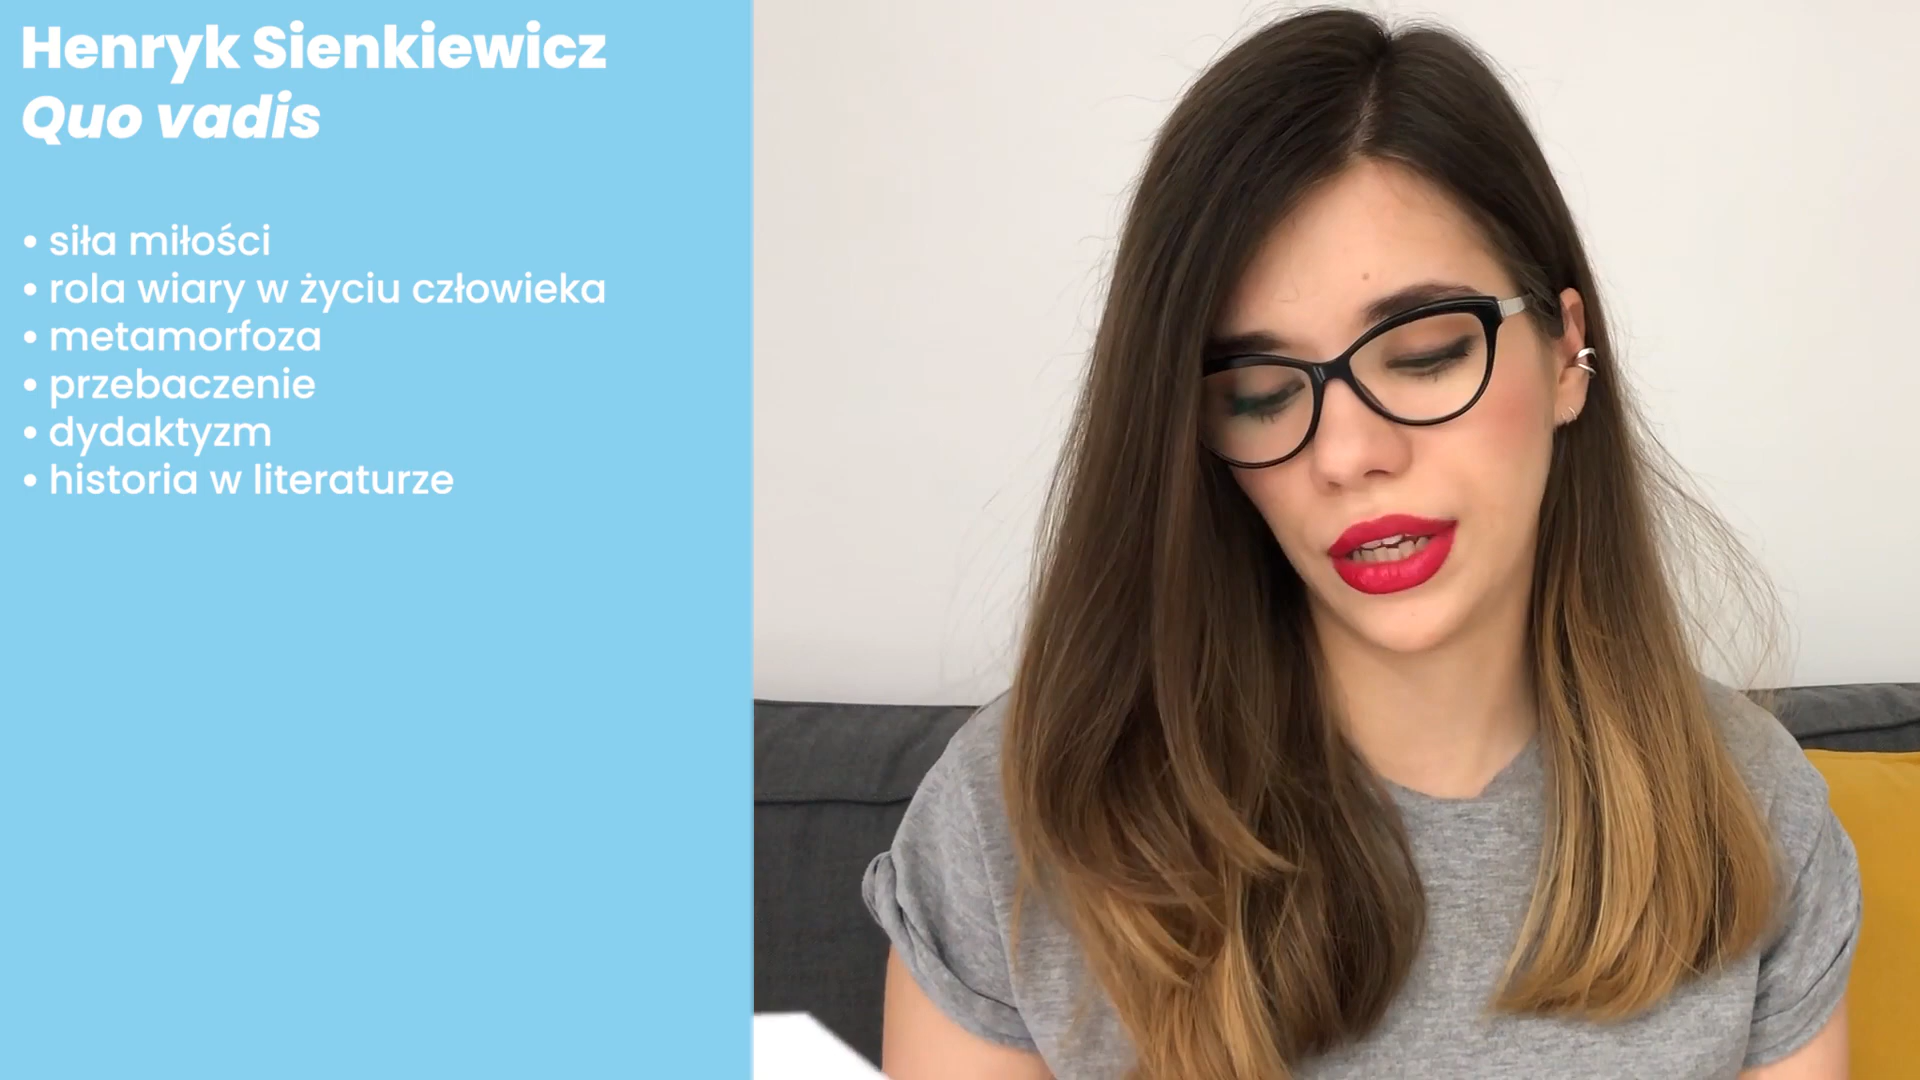 Henryk Sienkiewicz
Quo vadis
• siła miłości
• rola wiary w życiu człowieka
• metamorfoza
• przebaczenie
• dydaktyzm
• historia w literaturze